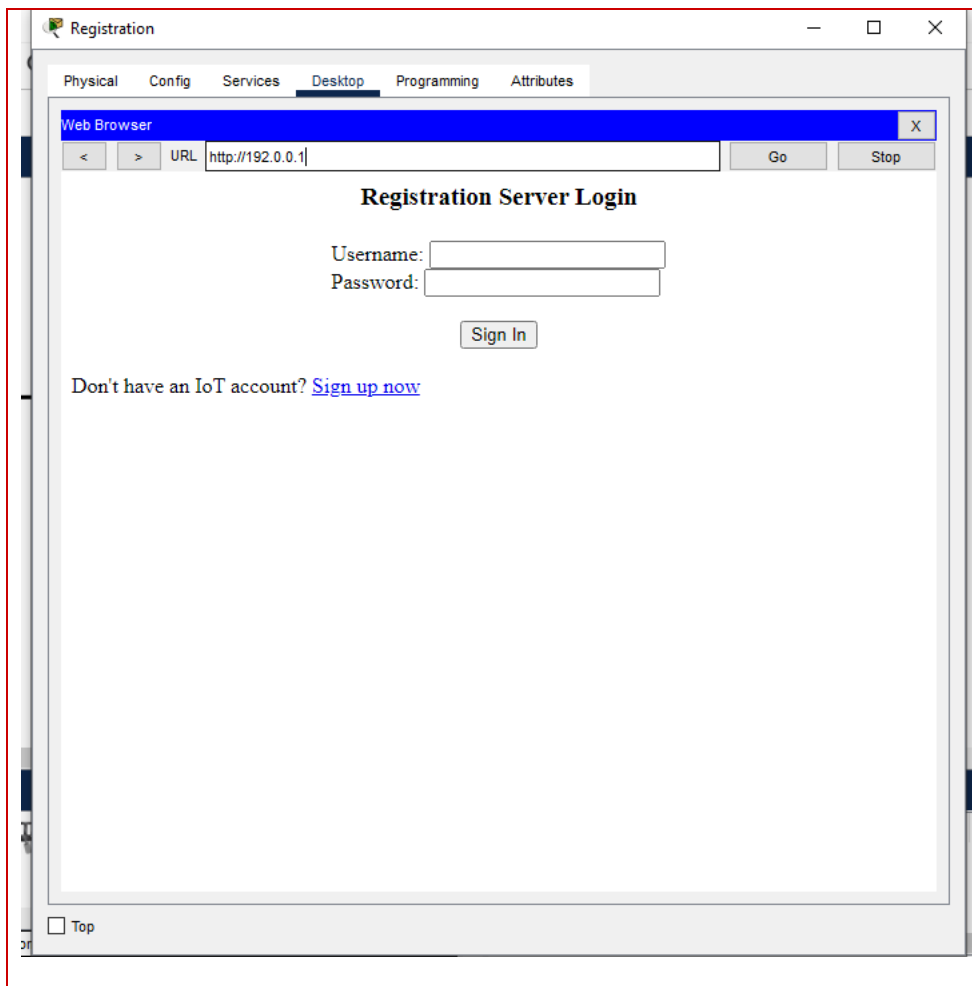 Registration
Physical Config Services Desktop Programming Attributes
Web Browser X
< > URL http://192.0.0.1 Go Stop
Registration Server Login
Username:
Password:
Sign In
Don't have an IoT account? Sign up now
Top